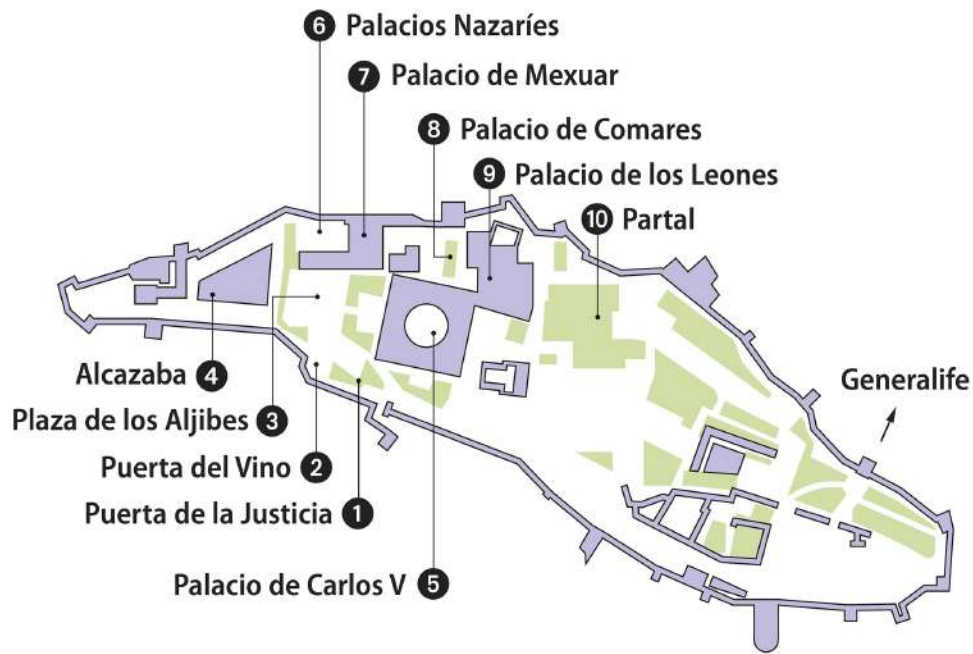 6 Palacios Nazaríes
7 Palacio de Mexuar
8 Palacio de Comares
9 Palacio de los Leones
10 Partal
Generalife
Alcazaba 4
Plaza de los Aljibes 3
Puerta del Vino 2
Puerta de la Justicia 1
Palacio de Carlos V 5